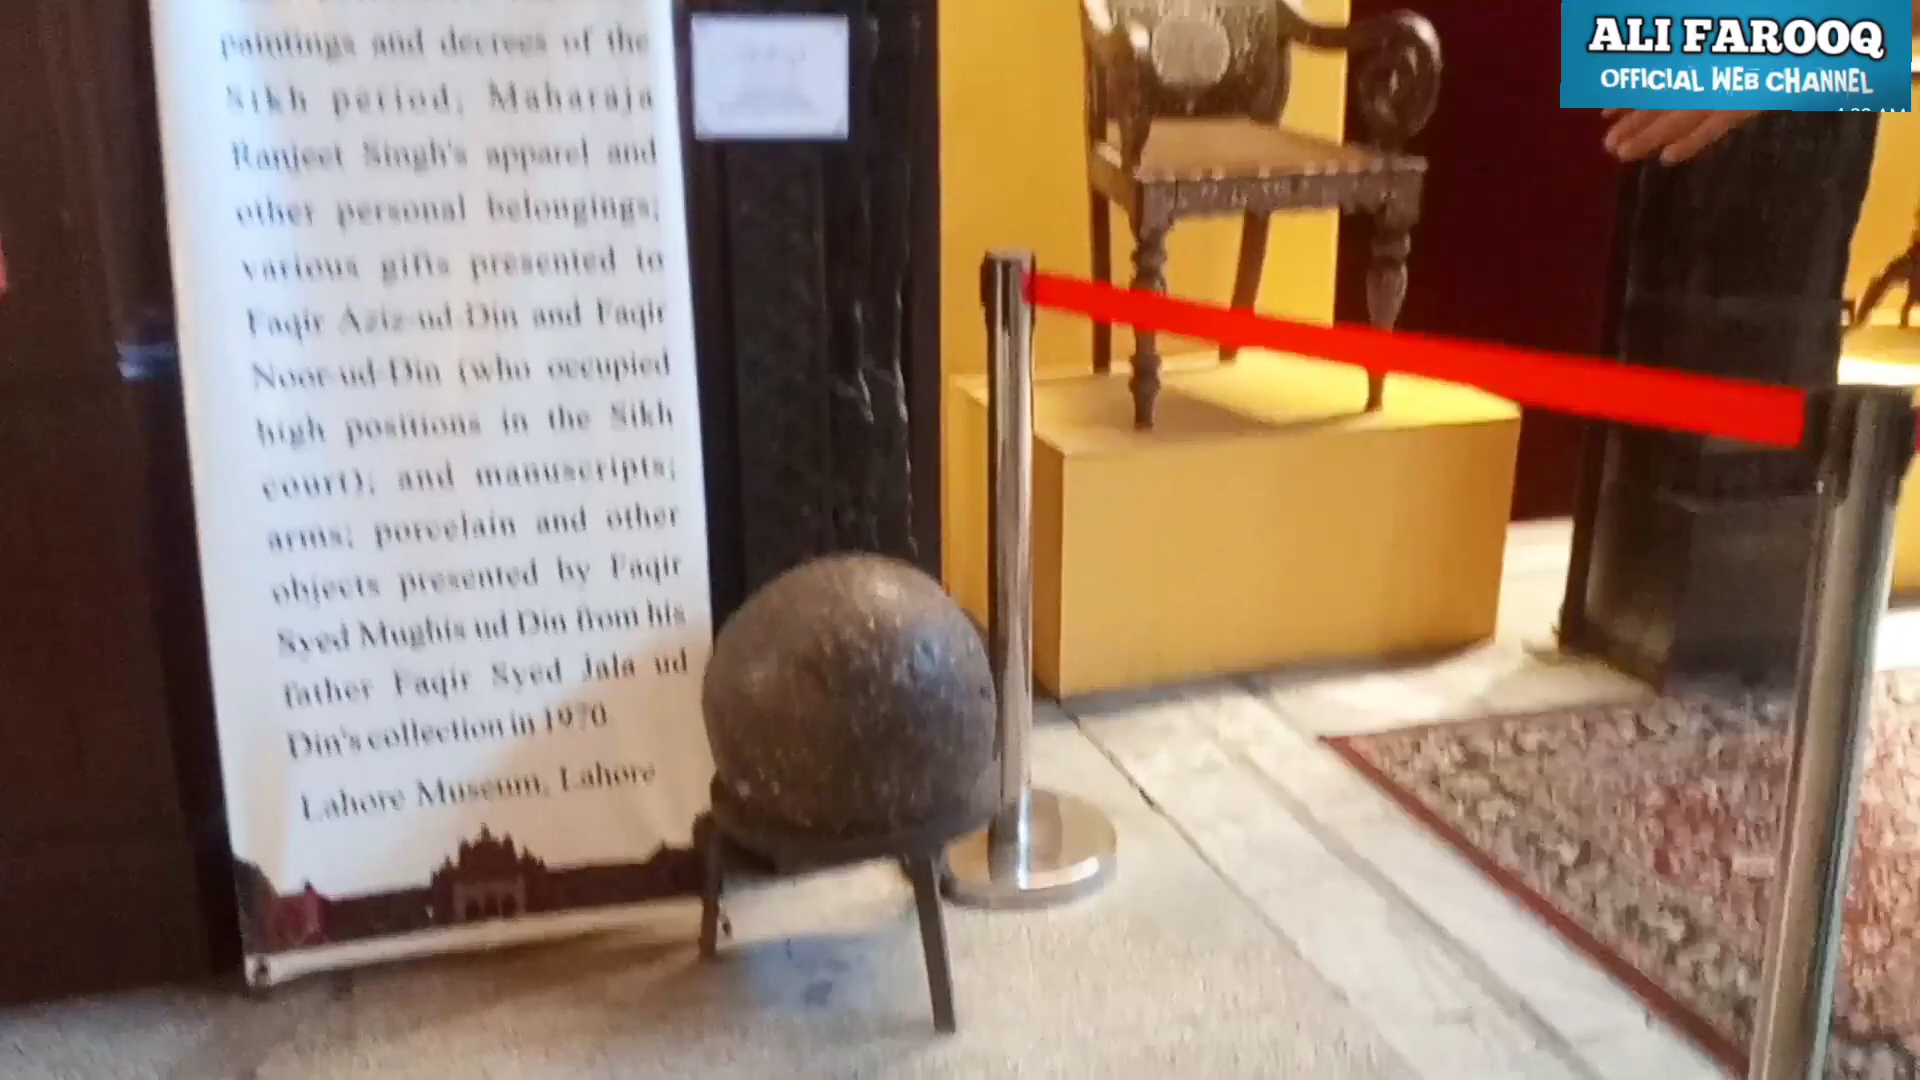 paintings and decrees of the
Sikh period; Maharaja
Ranjeet Singh's apparel and
other personal belongings;
various gifts presented to
Faqir Aziz-ud-Din and Faqir
Noor-ud-Din (who occupied
high positions in the Sikh
court); and manuscripts;
arms; porcelain and other
objects presented by Faqir
Syed Mughis ud Din from his
father Faqir Syed Jala ud
Din's collection in 1970.
Lahore Museum, Lahore
ALI FAROOQ
OFFICIAL WEB CHANNEL